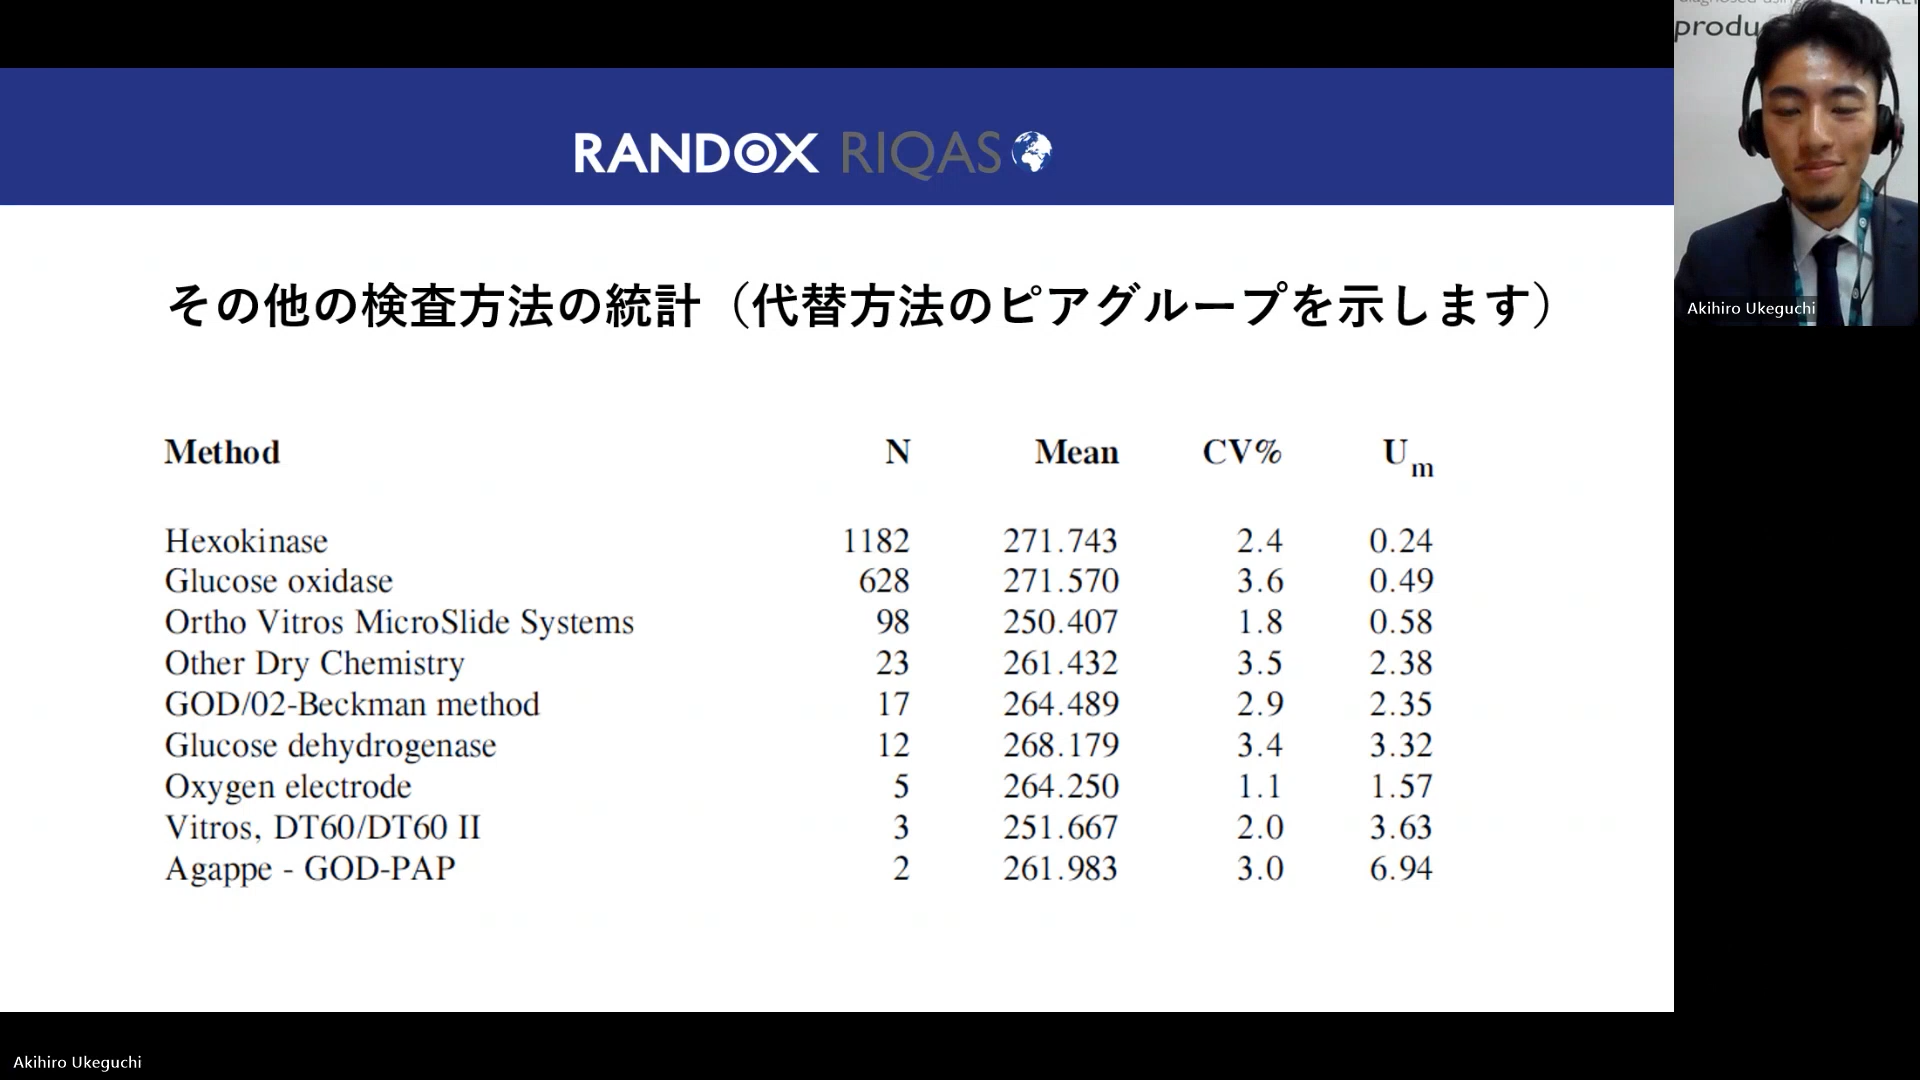 RANDOX RIQAS
その他の検査方法の統計（代替方法のピアグループを示します）
Method N Mean CV% Um
Hexokinase 1182 271.743 2.4 0.24
Glucose oxidase 628 271.570 3.6 0.49
Ortho Vitros MicroSlide Systems 98 250.407 1.8 0.58
Other Dry Chemistry 23 261.432 3.5 2.38
GOD/02-Beckman method 17 264.489 2.9 2.35
Glucose dehydrogenase 12 268.179 3.4 3.32
Oxygen electrode 5 264.250 1.1 1.57
Vitros, DT60/DT60 II 3 251.667 2.0 3.63
Agappe - GOD-PAP 2 261.983 3.0 6.94
produ
Akihiro Ukeguchi
Akihiro Ukeguchi